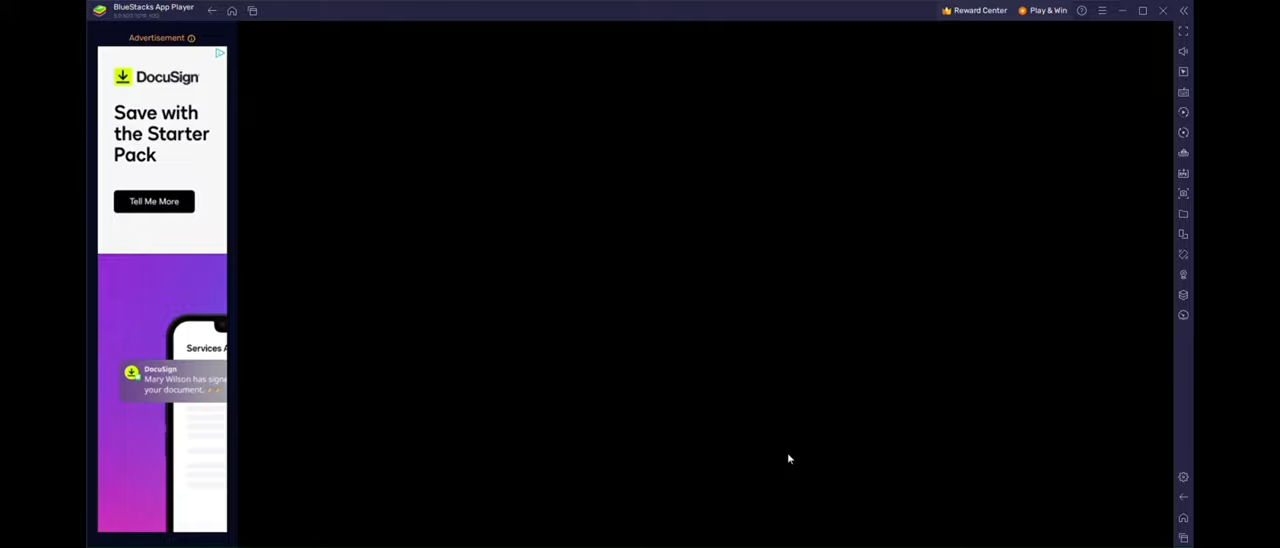 BlueStacks App Player
Reward Center
Play & Win
Advertisement
DocuSign
Save with
the Starter
Pack
Tell Me More
Services A
DocuSign
Mary Wilson has signe
your document.